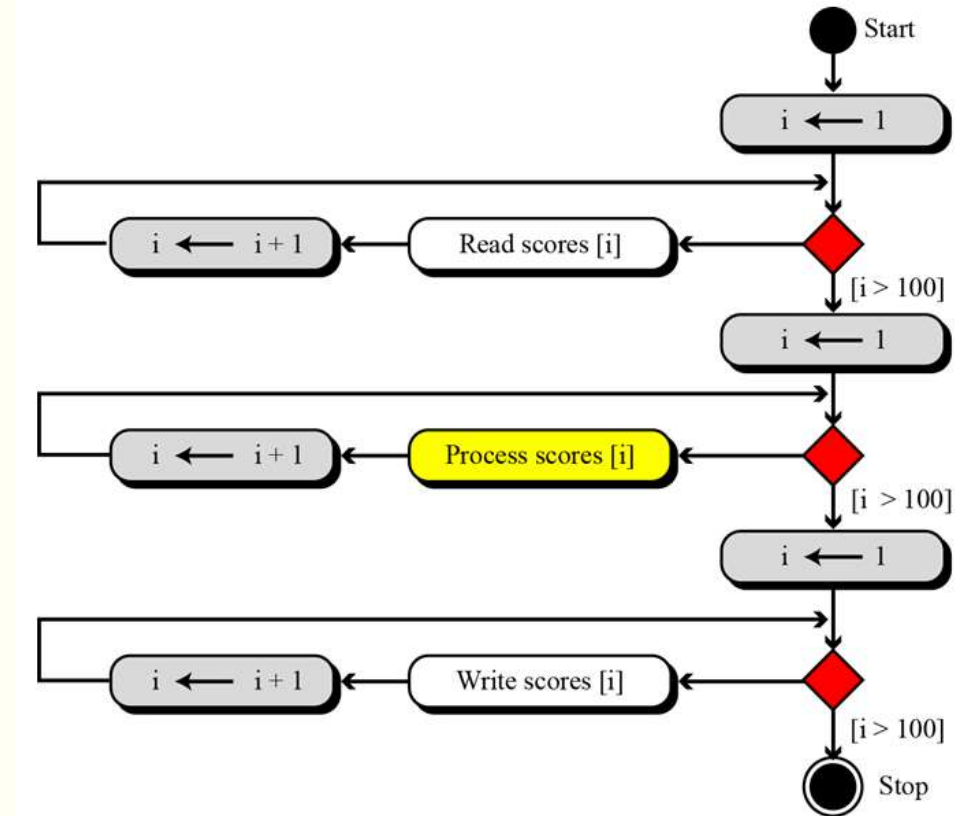 Start
i ← 1
i ← i + 1
Read scores [i]
[i > 100]
i ← 1
i ← i + 1
Process scores [i]
[i > 100]
i ← 1
i ← i + 1
Write scores [i]
[i > 100]
Stop